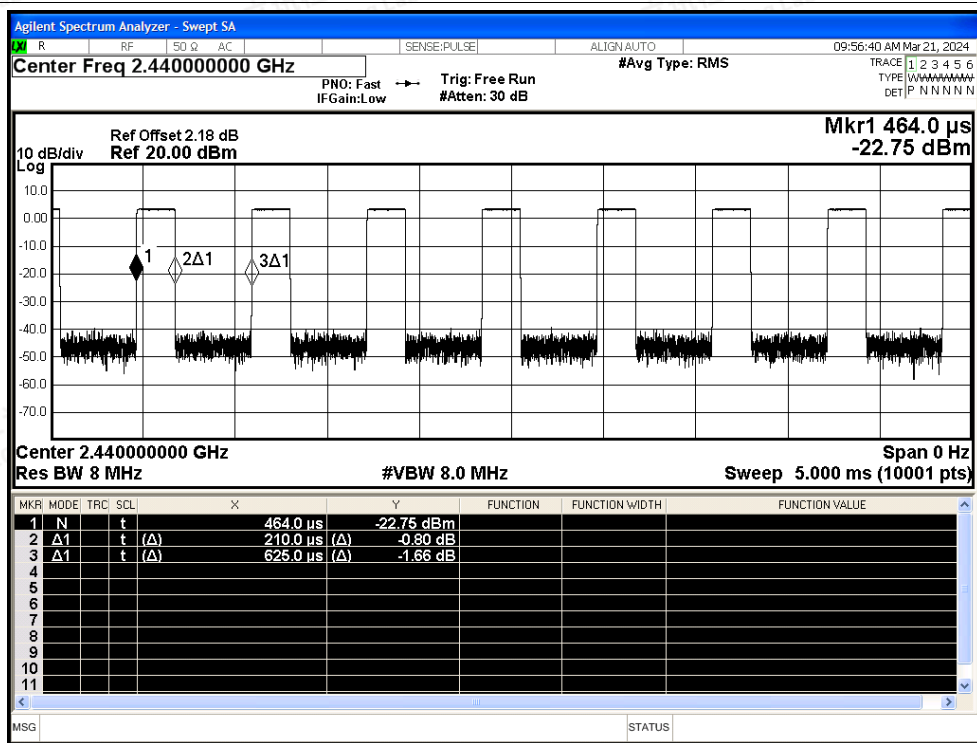 Agilent Spectrum Analyzer - Swept SA
LXI R RF 50 Ω AC SENSE:PULSE ALIGN AUTO 09:56:40 AM Mar 21, 2024
Center Freq 2.440000000 GHz
PNO: Fast
IFGain:Low
Trig: Free Run
#Atten: 30 dB
#Avg Type: RMS
TRACE 1 2 3 4 5 6
TYPE
DET P N N N N N
Ref Offset 2.18 dB
10 dB/div Ref 20.00 dBm
Log
Mkr1 464.0 µs
-22.75 dBm
10.0
0.00
-10.0
-20.0
-30.0
-40.0
-50.0
-60.0
-70.0
1 2Δ1 3Δ1
Center 2.440000000 GHz Span 0 Hz
Res BW 8 MHz #VBW 8.0 MHz Sweep 5.000 ms (10001 pts)
MKR MODE TRC SCL X Y FUNCTION FUNCTION WIDTH FUNCTION VALUE
1 N t 464.0 µs -22.75 dBm
2 Δ1 t (Δ) 210.0 µs (Δ) -0.80 dB
3 Δ1 t (Δ) 625.0 µs (Δ) -1.66 dB
4
5
6
7
8
9
10
11
MSG STATUS